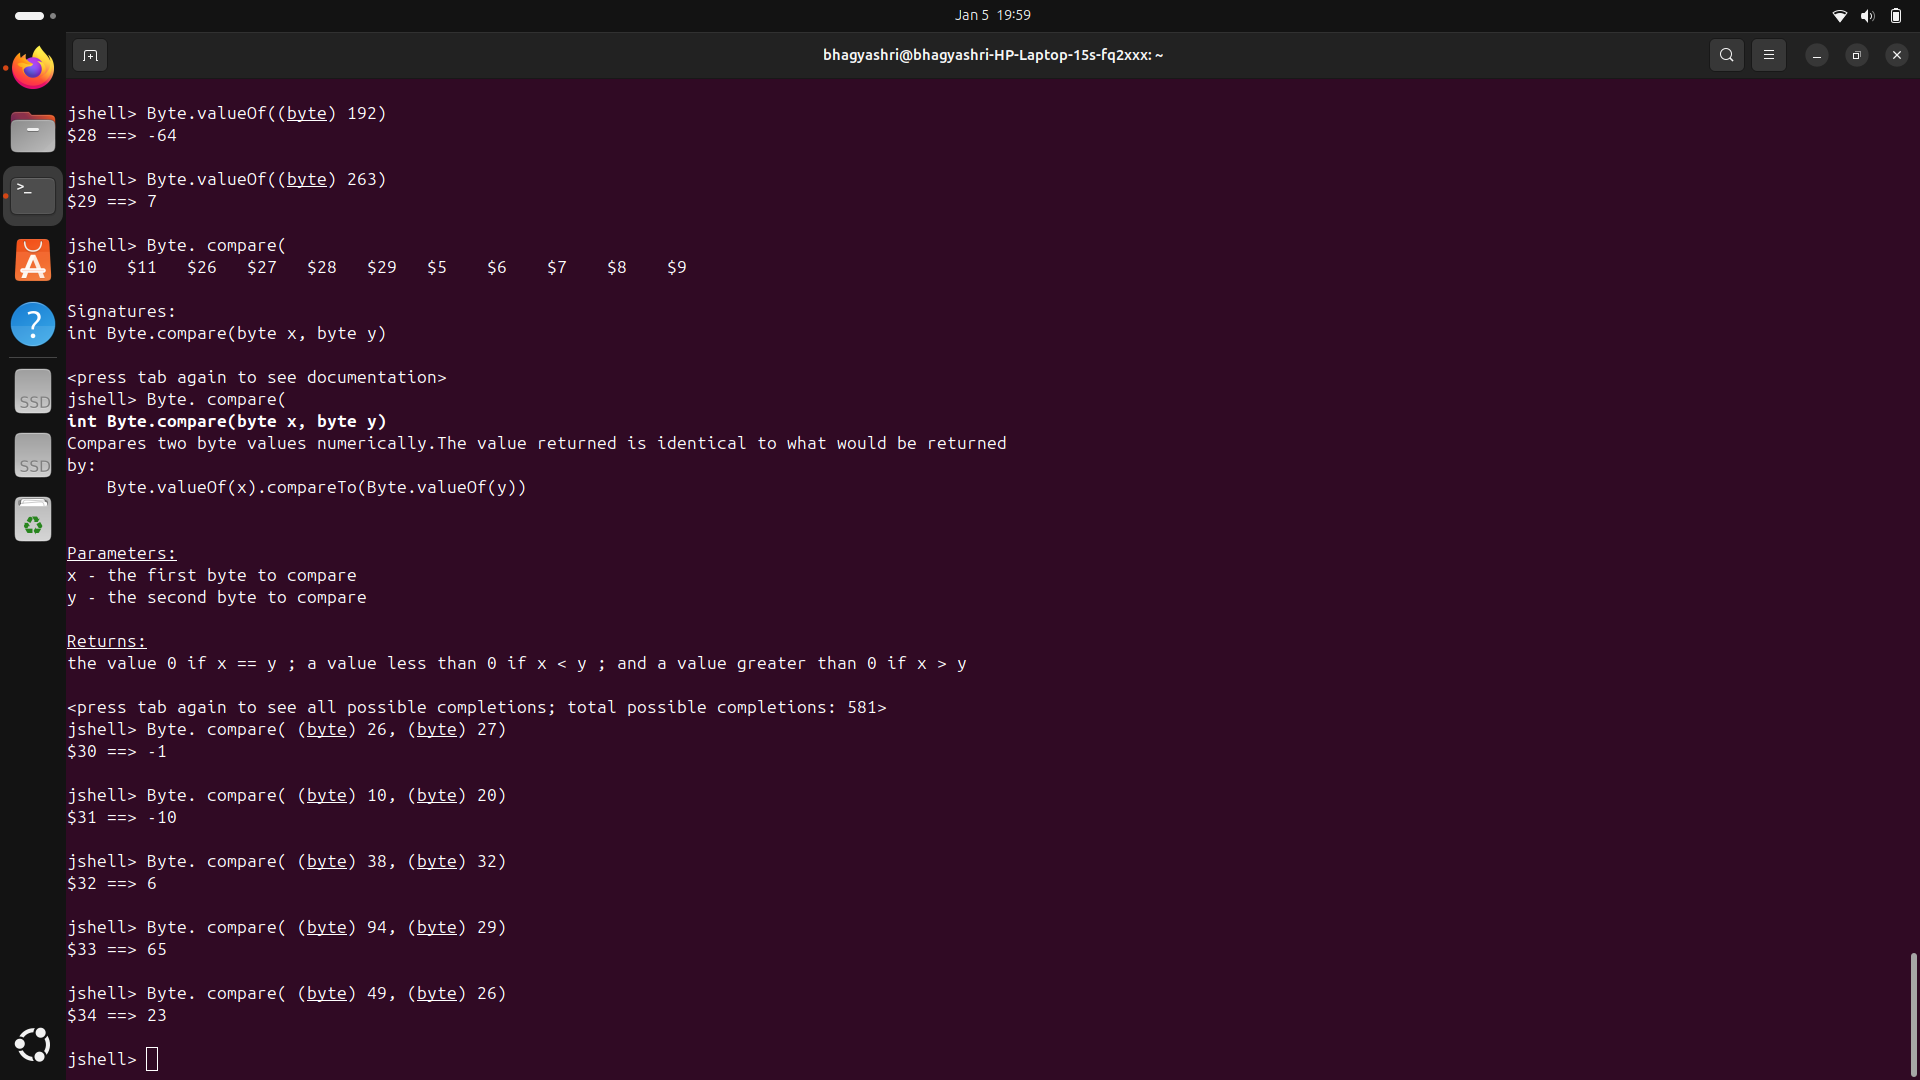 Jan 5 19:59
bhagyashri@bhagyashri-HP-Laptop-15s-fq2xxx: ~
jshell> Byte.valueOf((byte) 192)
$28 ==> -64
jshell> Byte.valueOf((byte) 263)
$29 ==> 7
jshell> Byte. compare(
$10   $11   $26   $27   $28   $29   $5    $6    $7    $8    $9
Signatures:
int Byte.compare(byte x, byte y)
<press tab again to see documentation>
jshell> Byte. compare(
int Byte.compare(byte x, byte y)
Compares two byte values numerically.The value returned is identical to what would be returned
by:
    Byte.valueOf(x).compareTo(Byte.valueOf(y))
Parameters:
x - the first byte to compare
y - the second byte to compare
Returns:
the value 0 if x == y ; a value less than 0 if x < y ; and a value greater than 0 if x > y
<press tab again to see all possible completions; total possible completions: 581>
jshell> Byte. compare( (byte) 26, (byte) 27)
$30 ==> -1
jshell> Byte. compare( (byte) 10, (byte) 20)
$31 ==> -10
jshell> Byte. compare( (byte) 38, (byte) 32)
$32 ==> 6
jshell> Byte. compare( (byte) 94, (byte) 29)
$33 ==> 65
jshell> Byte. compare( (byte) 49, (byte) 26)
$34 ==> 23
jshell>
>_
?
SSD
SSD